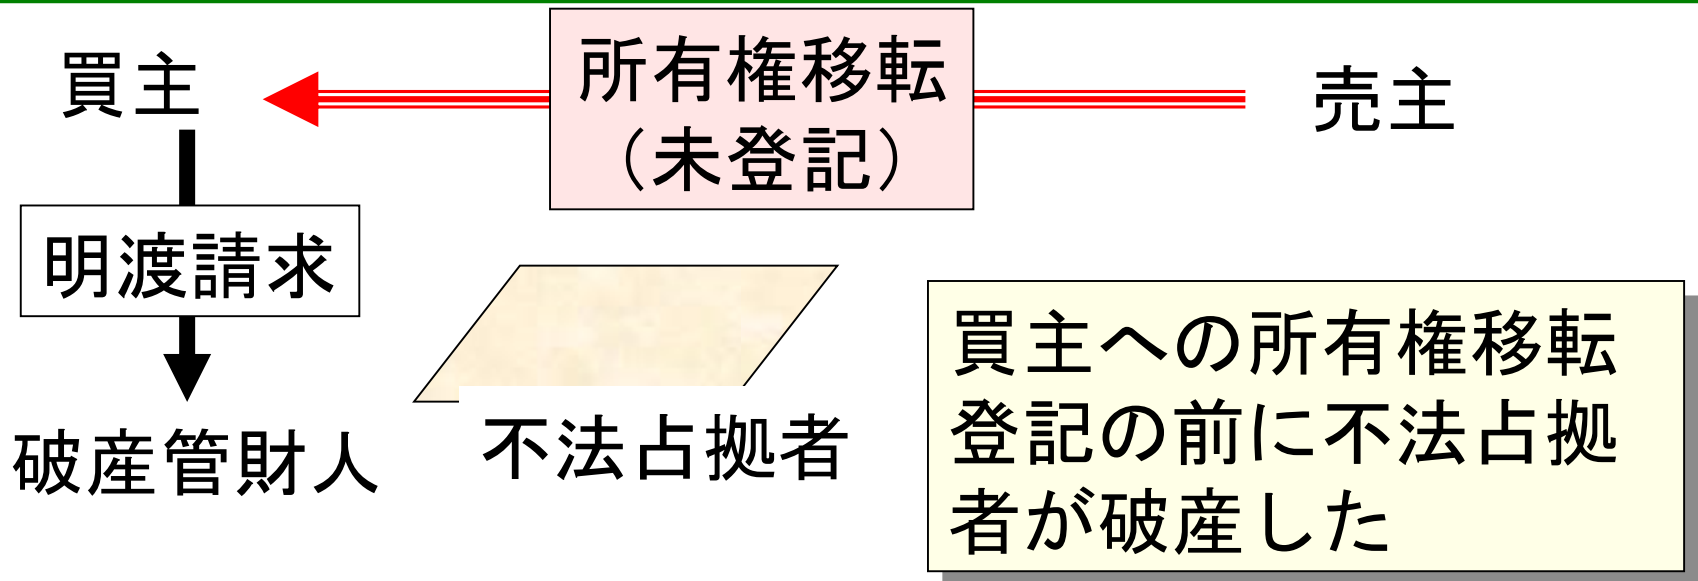 買主
所有権移転
（未登記）
売主
明渡請求
破産管財人
不法占拠者
買主への所有権移転
登記の前に不法占拠
者が破産した